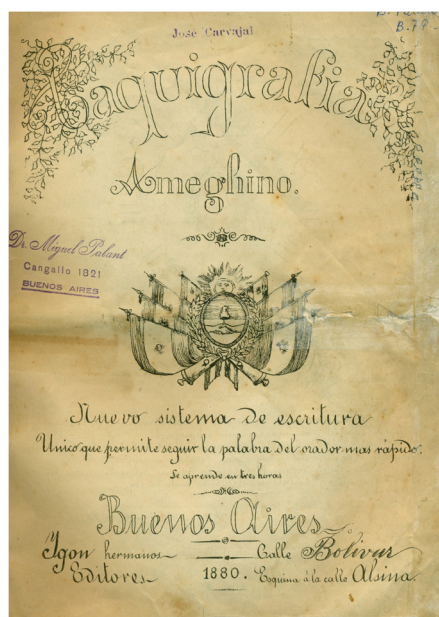 José Carvajal
B. 79 -
Taquigrafia
Ameghino.
Dr. Miguel Palant
Cangallo 1821
BUENOS AIRES
Nuevo sistema de escritura
Unico que permite seguir la palabra del orador mas rápido.
Se aprende en tres horas
Buenos Aires
Igon hermanos Calle Bolivar
Editores 1880. Esquina á la calle Alsina.